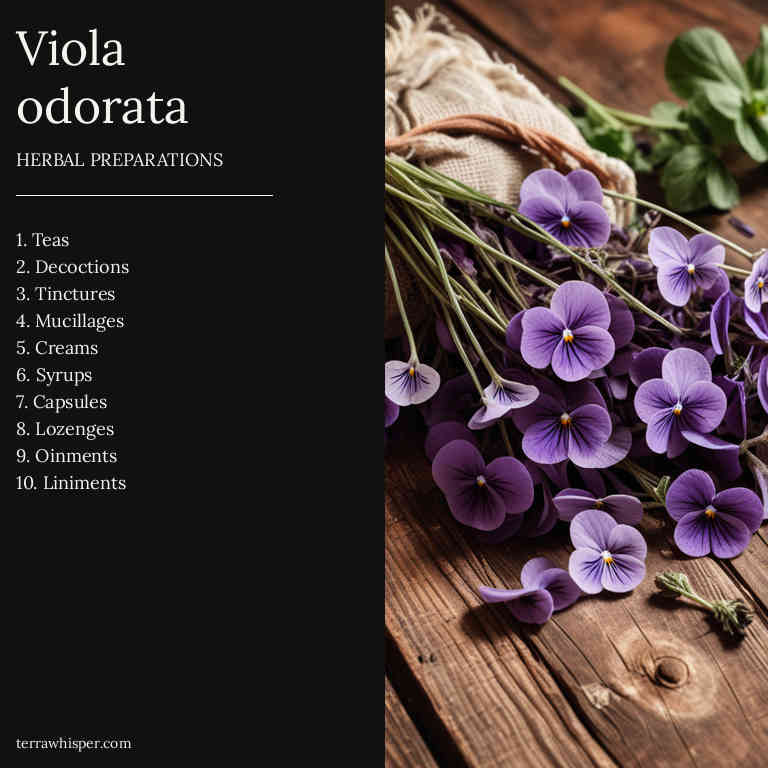 Viola
odorata
HERBAL PREPARATIONS
1. Teas
2. Decoctions
3. Tinctures
4. Mucillages
5. Creams
6. Syrups
7. Capsules
8. Lozenges
9. Oinments
10. Liniments
terrawhisper.com